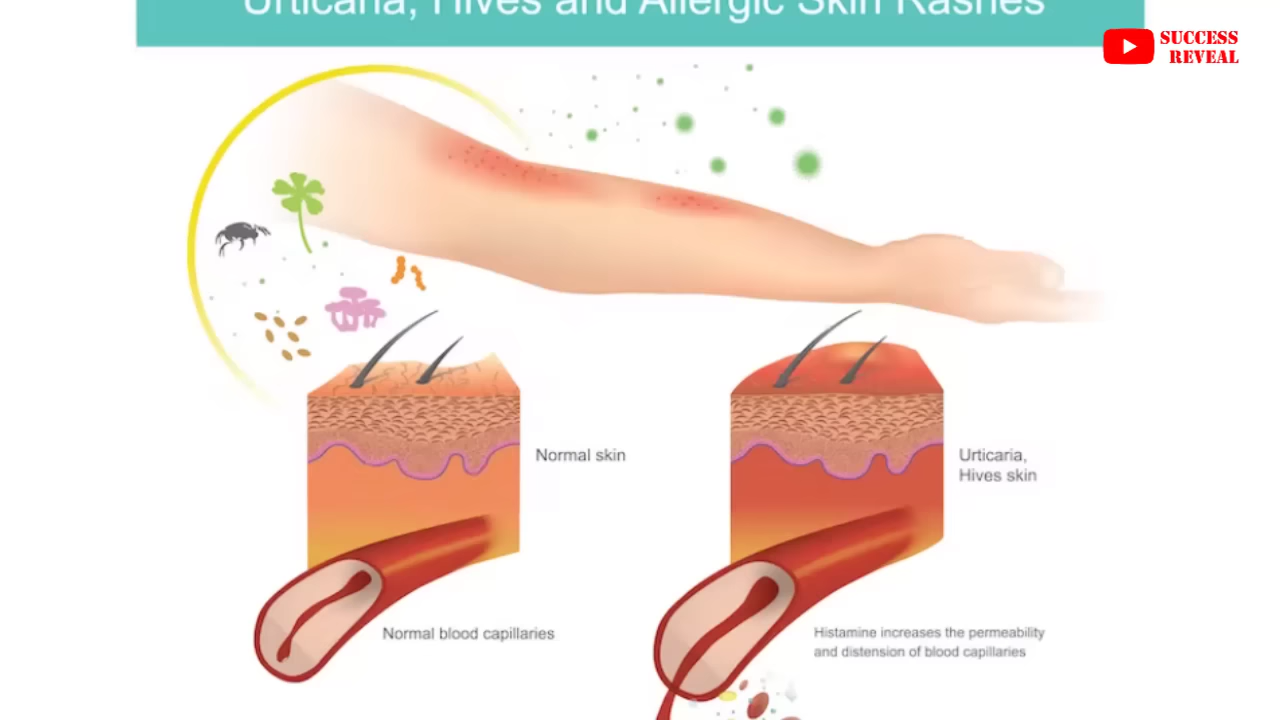 Urticaria, Hives and Allergic Skin Rashes
SUCCESS
REVEAL
Normal skin
Urticaria,
Hives skin
Normal blood capillaries
Histamine increases the permeability
and distension of blood capillaries